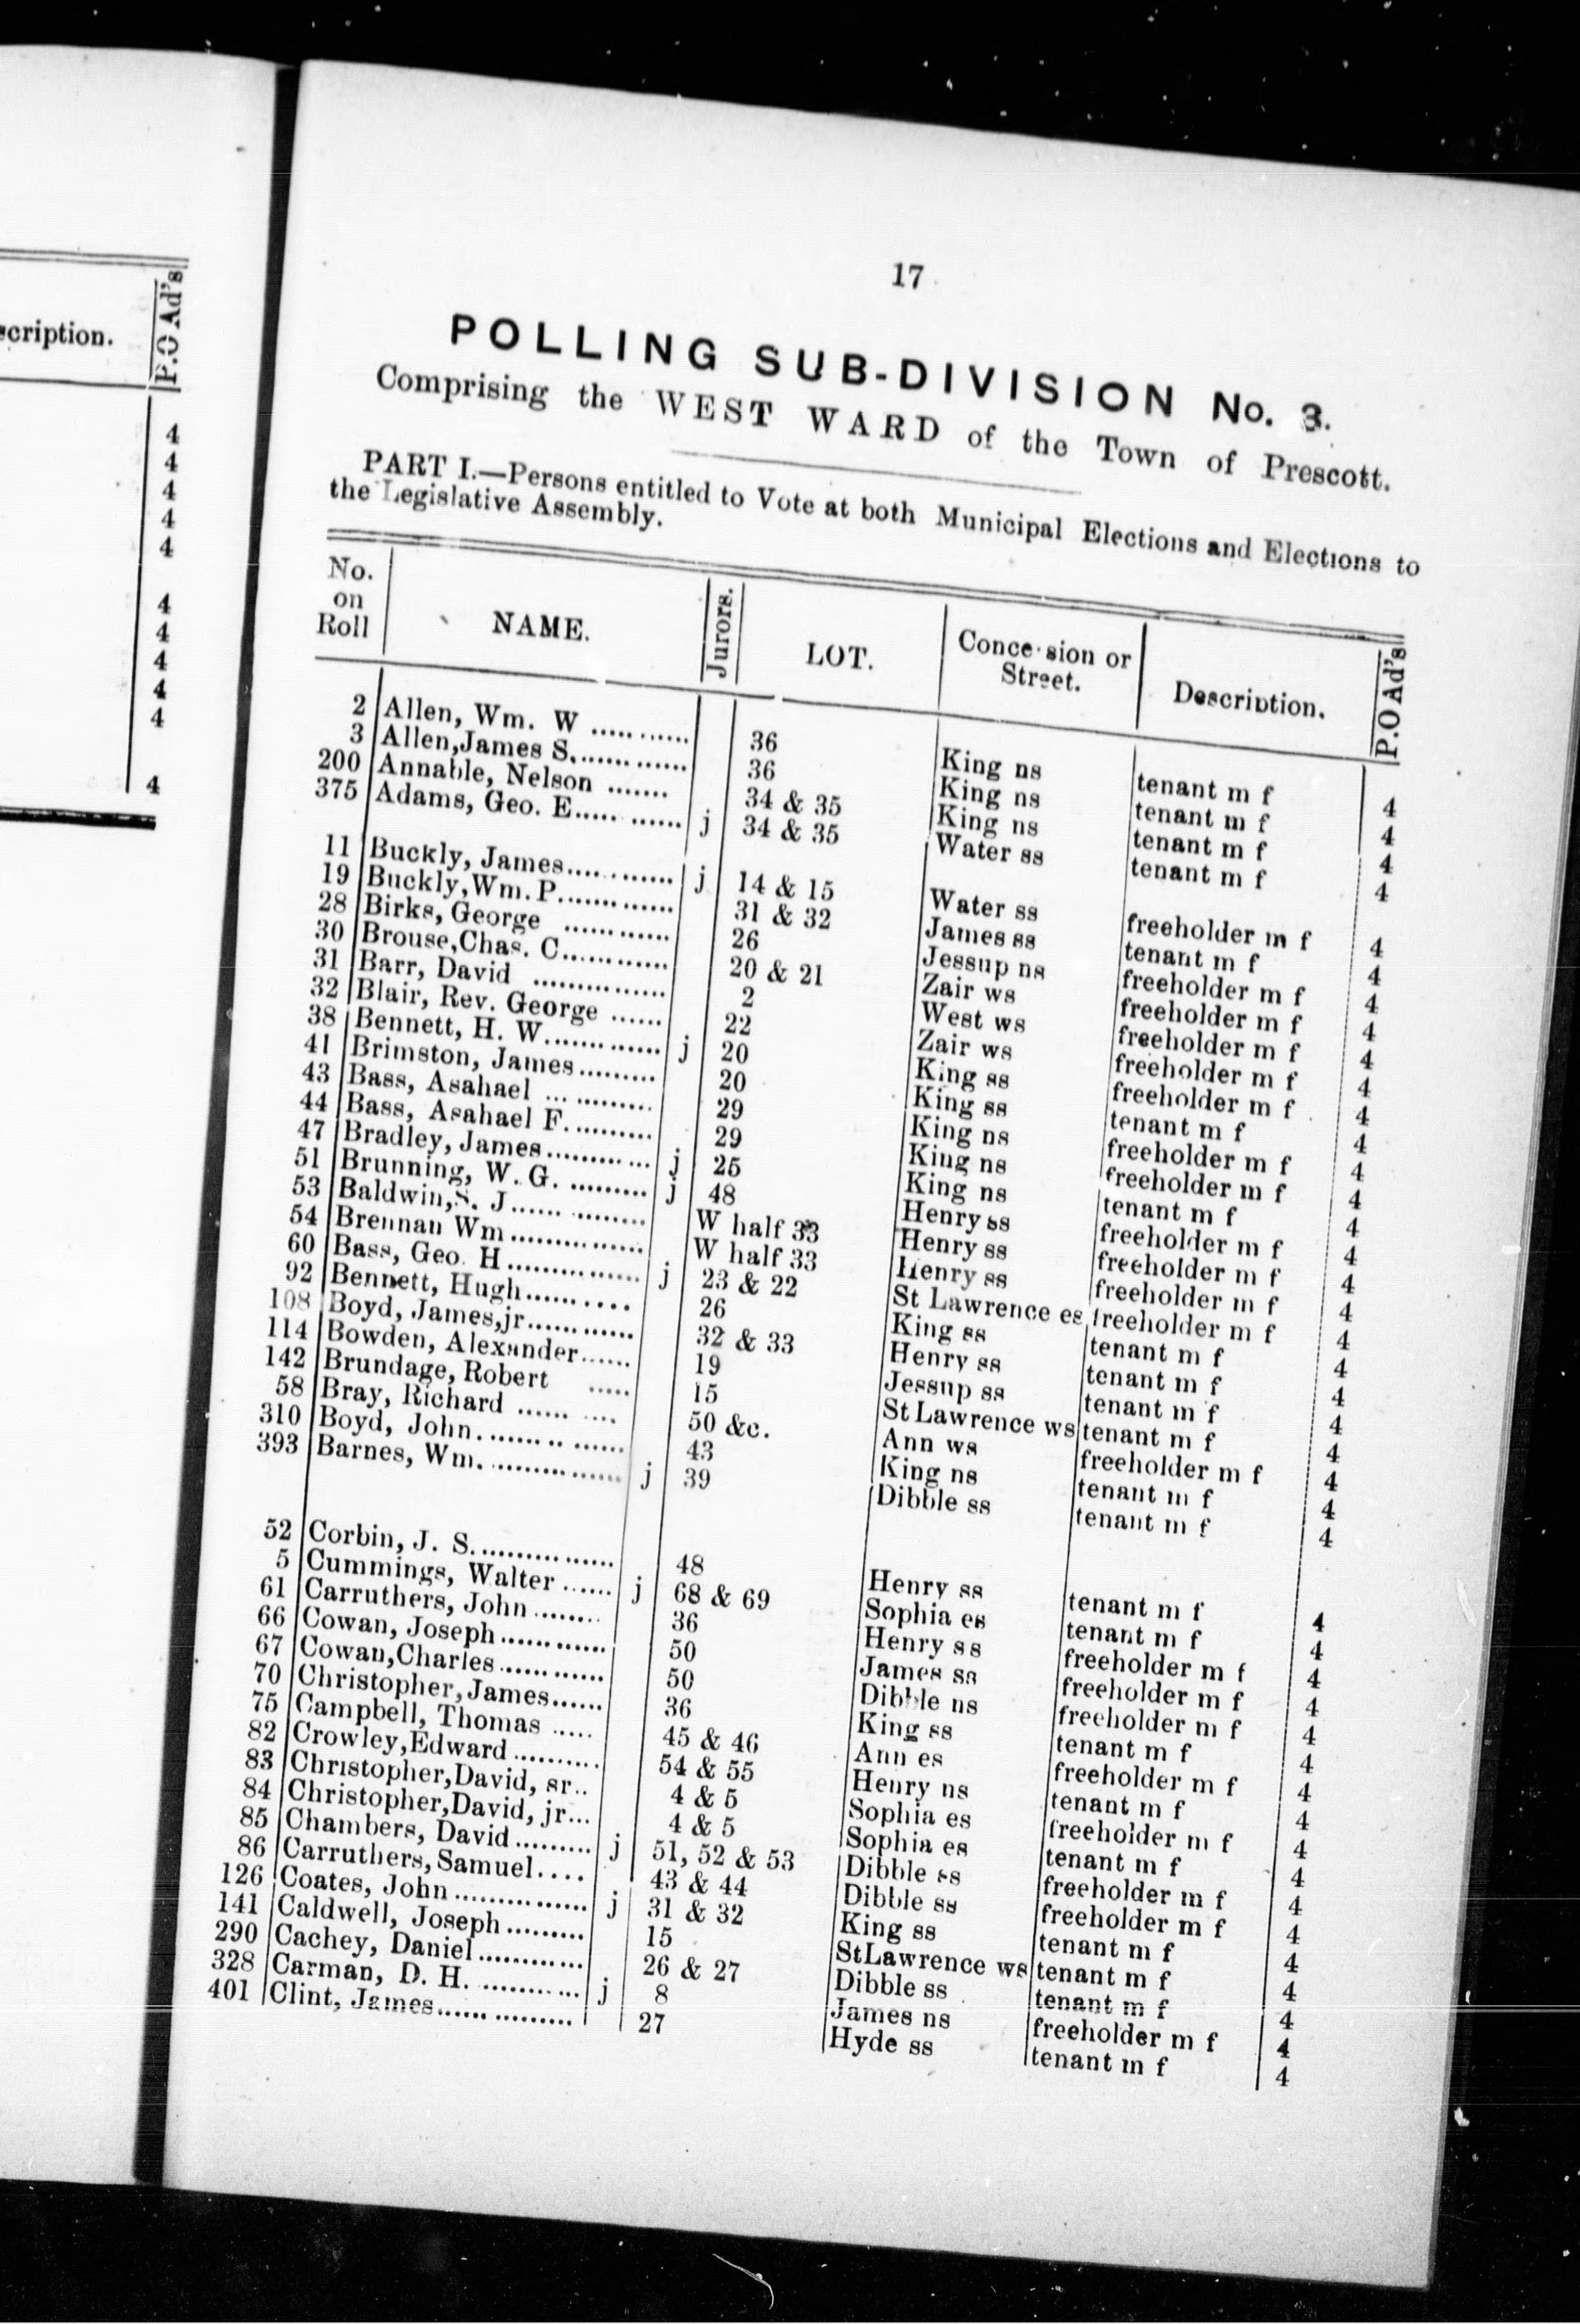 scription. P.O Ad's
4
4
4
4
4
4
4
4
4
4
4
17
POLLING SUB-DIVISION No. 3.
Comprising the WEST WARD of the Town of Prescott.
PART I.—Persons entitled to Vote at both Municipal Elections and Elections to
the Legislative Assembly.
No. on Roll NAME. Jurors. LOT. Concession or Street. Description. P.O Ad's
2 Allen, Wm. W ........... 36 King ns tenant m f 4
3 Allen, James S. ........... 36 King ns tenant m f 4
200 Annable, Nelson ....... 34 & 35 King ns tenant m f 4
375 Adams, Geo. E............ j 34 & 35 Water ss tenant m f 4
11 Buckly, James............ j 14 & 15 Water ss freeholder m f 4
19 Buckly, Wm. P............. 31 & 32 James ss tenant m f 4
28 Birks, George ............ 26 Jessup ns freeholder m f 4
30 Brouse, Chas. C............ 20 & 21 Zair ws freeholder m f 4
31 Barr, David ............... 2 West ws freeholder m f 4
32 Blair, Rev. George ...... 22 Zair ws freeholder m f 4
38 Bennett, H. W............. j 20 King ss freeholder m f 4
41 Brimston, James......... 20 King ss tenant m f 4
43 Bass, Asahael ............ 29 King ns freeholder m f 4
44 Bass, Asahael F.......... 29 King ns freeholder m f 4
47 Bradley, James............ j 25 King ns tenant m f 4
51 Brunning, W. G. ......... j 48 Henry ss freeholder m f 4
53 Baldwin, S. J............... W half 33 Henry ss freeholder m f 4
54 Brennan Wm............... W half 33 Henry ss freeholder m f 4
60 Bass, Geo. H............... j 23 & 22 St Lawrence es freeholder m f 4
92 Bennett, Hugh.......... 26 King ss tenant m f 4
108 Boyd, James, jr............ 32 & 33 Henry ss tenant m f 4
114 Bowden, Alexander...... 19 Jessup ss tenant m f 4
142 Brundage, Robert ..... 15 St Lawrence ws tenant m f 4
58 Bray, Richard .......... 50 &c. Ann ws freeholder m f 4
310 Boyd, John............... 43 King ns tenant m f 4
393 Barnes, Wm. ............... j 39 Dibble ss tenant m f 4
52 Corbin, J. S................ 48 Henry ss tenant m f 4
5 Cummings, Walter ...... j 68 & 69 Sophia es tenant m f 4
61 Carruthers, John ........ 36 Henry ss freeholder m f 4
66 Cowan, Joseph............ 50 James ss freeholder m f 4
67 Cowan, Charles............ 50 Dibble ns freeholder m f 4
70 Christopher, James...... 36 King ss tenant m f 4
75 Campbell, Thomas ..... 45 & 46 Ann es freeholder m f 4
82 Crowley, Edward .......... 54 & 55 Henry ns tenant m f 4
83 Christopher, David, sr.. 4 & 5 Sophia es freeholder m f 4
84 Christopher, David, jr... 4 & 5 Sophia es tenant m f 4
85 Chambers, David ......... j 51, 52 & 53 Dibble ss freeholder m f 4
86 Carruthers, Samuel.... 43 & 44 Dibble ss freeholder m f 4
126 Coates, John ............... j 31 & 32 King ss tenant m f 4
141 Caldwell, Joseph ......... 15 StLawrence ws tenant m f 4
290 Cachey, Daniel ............ 26 & 27 Dibble ss tenant m f 4
328 Carman, D. H. .......... j 8 James ns freeholder m f 4
401 Clint, James............... 27 Hyde ss tenant m f 4